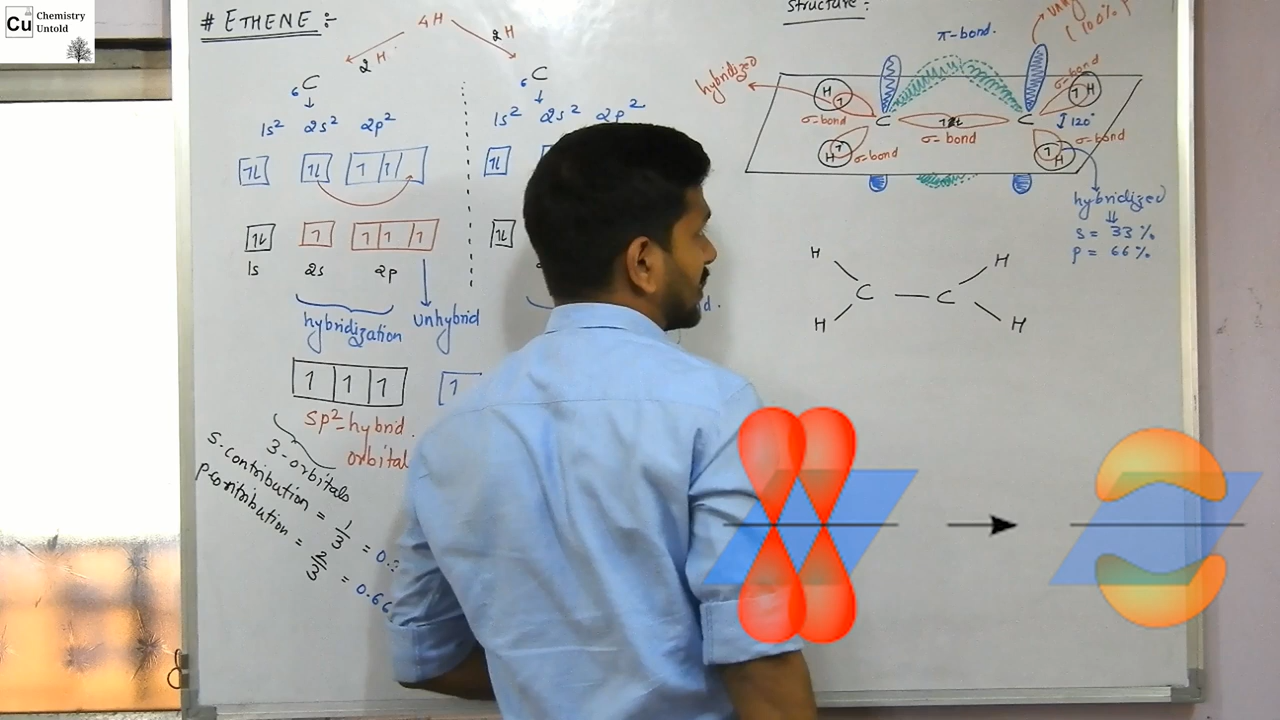 Cu
Chemistry
Untold
# ETHENE :-
4H
2H
2H
6C
↓
1s² 2s² 2p²
1s 2s 2p
hybridization
unhybrid
sp²-hybrid
orbital
3-orbitals
s-contribution = 1/3 = 0.3
p contribution = 2/3 = 0.66
6C
↓
1s² 2s² 2p²
structure :-
π-bond.
(100% p
hybridized
H
H
σ-bond
σ-bond
C
σ-bond
C
σ-bond
H
120°
σ-bond
H
hybridized
s = 33%
p = 66%
H H
C — C
H H